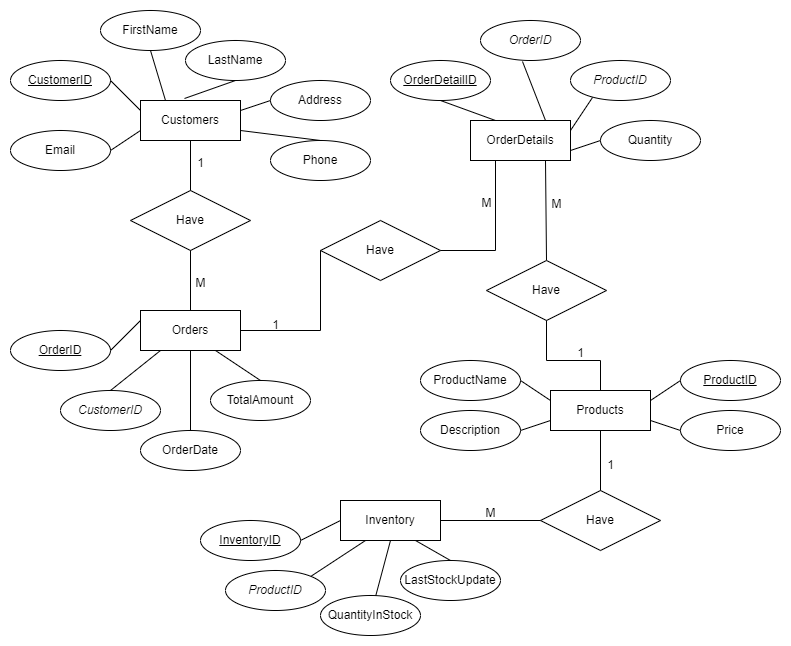 FirstName
LastName
CustomerID
Address
Customers
Email
Phone
1
Have
M
OrderID
OrderDetailID
ProductID
OrderDetails
Quantity
M
M
Have
Have
1
1
Orders
OrderID
CustomerID
TotalAmount
OrderDate
ProductName
ProductID
Products
Description
Price
1
Inventory
M
Have
InventoryID
ProductID
LastStockUpdate
QuantityInStock